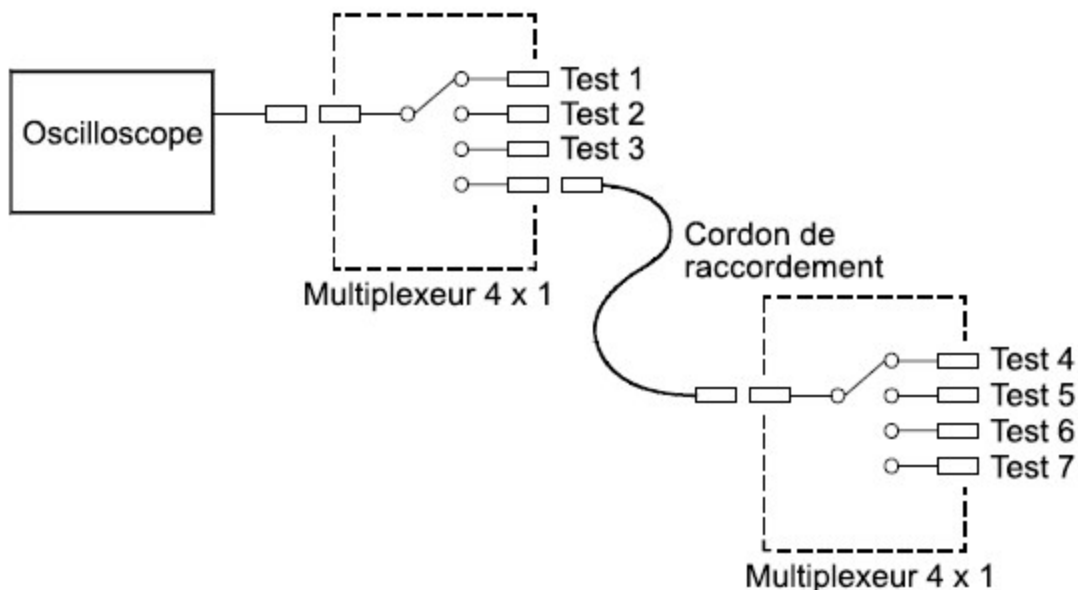 Oscilloscope
Test 1
Test 2
Test 3
Multiplexeur 4 x 1
Cordon de
raccordement
Test 4
Test 5
Test 6
Test 7
Multiplexeur 4 x 1